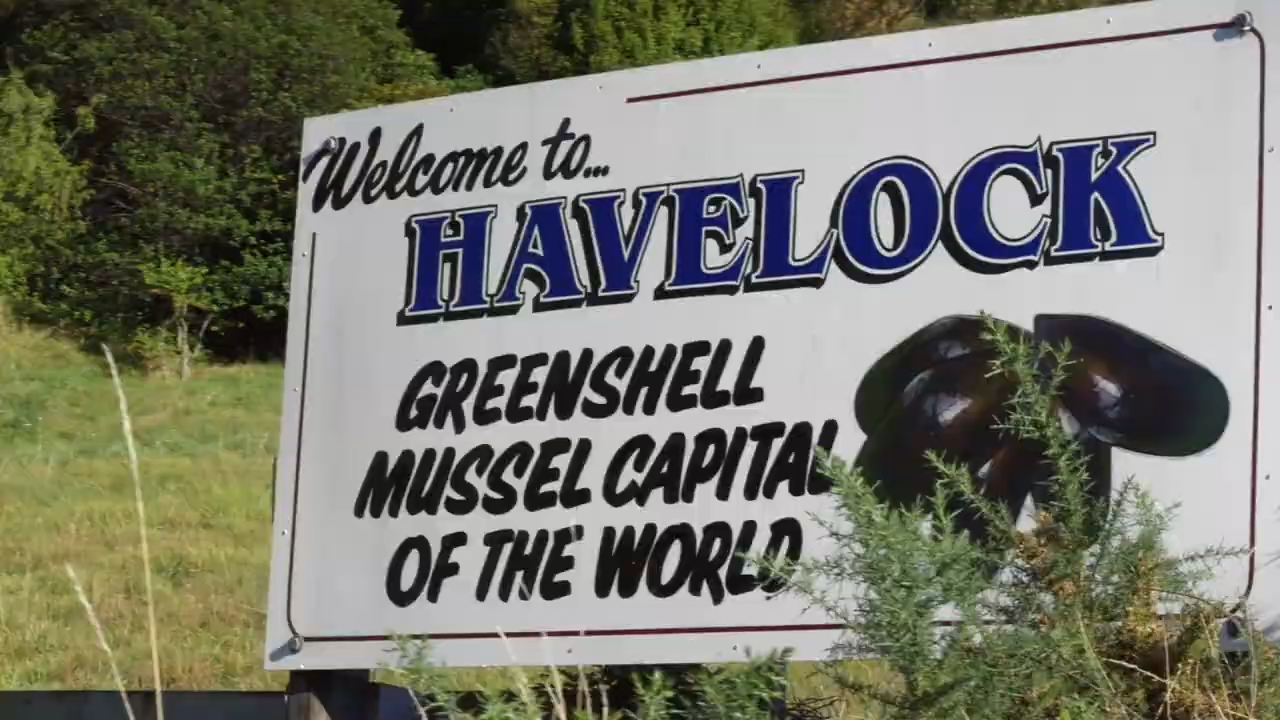 Welcome to...
HAVELOCK
GREENSHELL
MUSSEL CAPITAL
OF THE WORLD